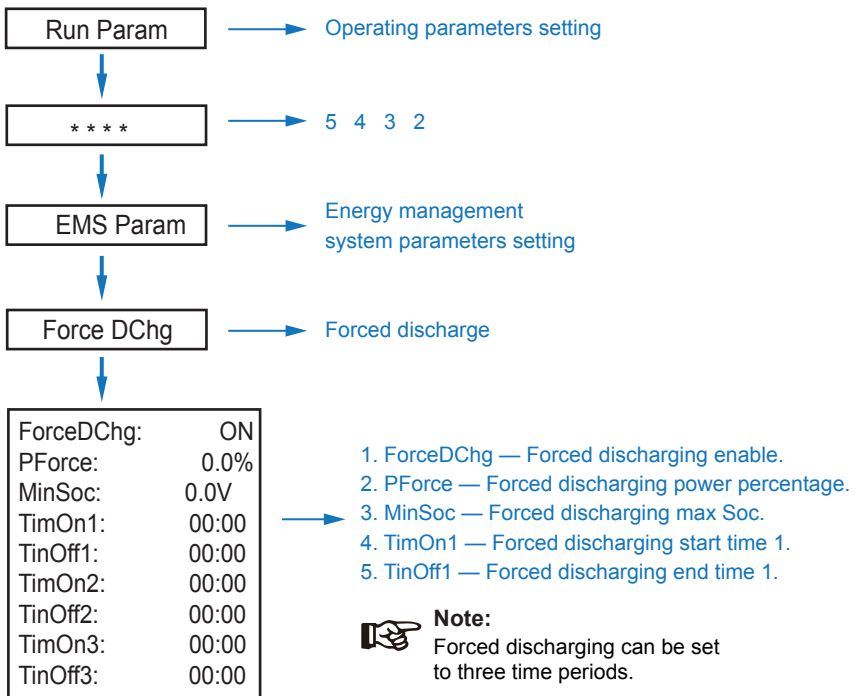 Run Param
Operating parameters setting
* * * *
5 4 3 2
EMS Param
Energy management
system parameters setting
Force DChg
Forced discharge
ForceDChg: ON
PForce: 0.0%
MinSoc: 0.0V
TimOn1: 00:00
TinOff1: 00:00
TimOn2: 00:00
TinOff2: 00:00
TimOn3: 00:00
TinOff3: 00:00
1. ForceDChg — Forced discharging enable.
2. PForce — Forced discharging power percentage.
3. MinSoc — Forced discharging max Soc.
4. TimOn1 — Forced discharging start time 1.
5. TinOff1 — Forced discharging end time 1.
Note:
Forced discharging can be set
to three time periods.